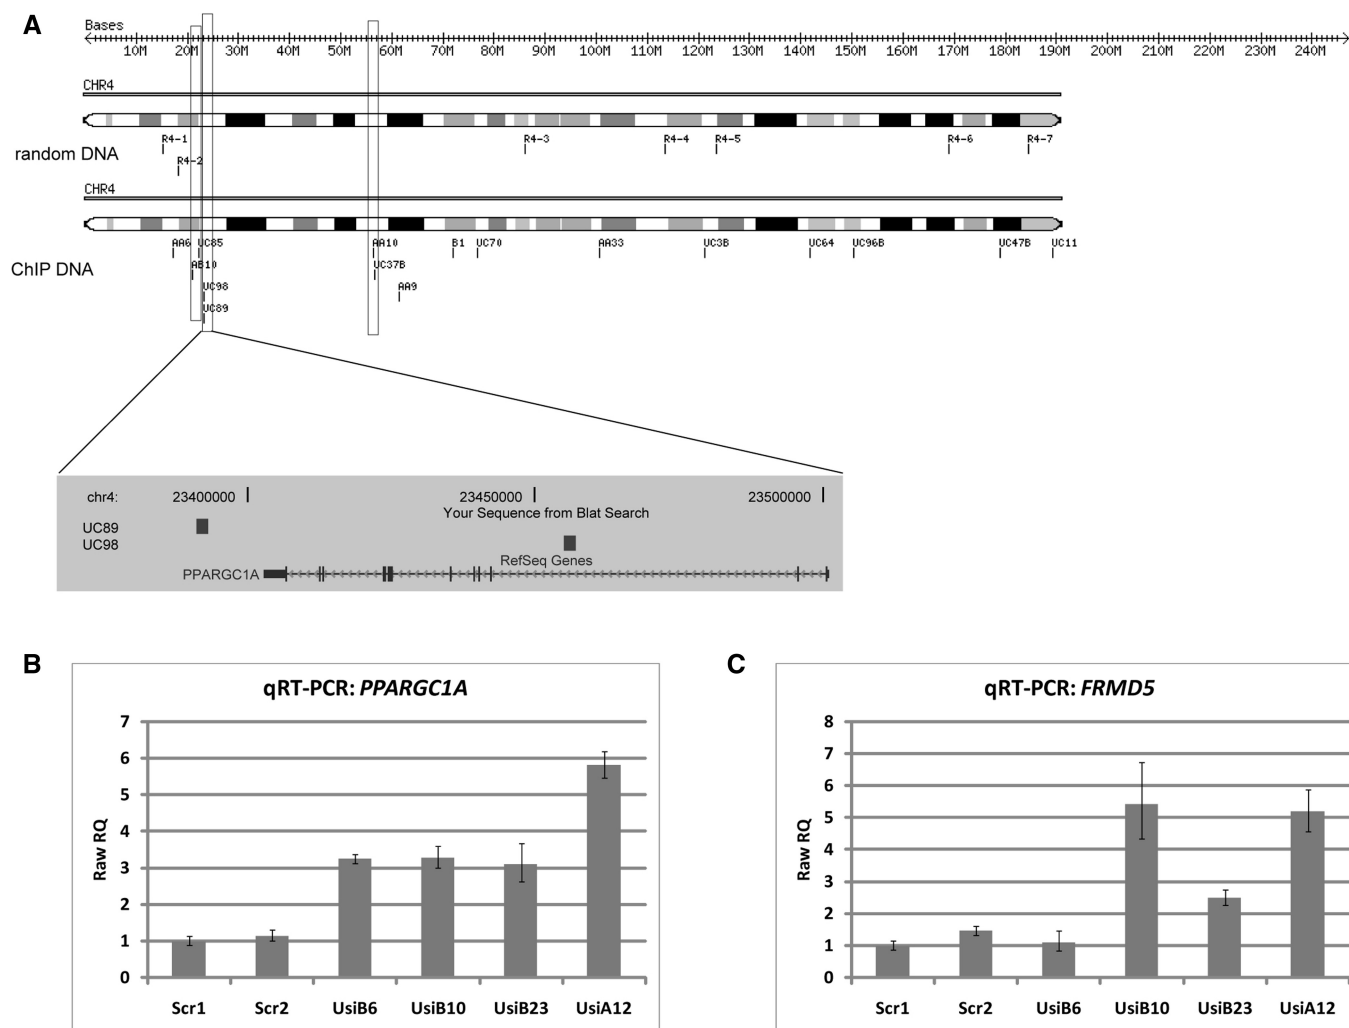 A
Bases
10M 20M 30M 40M 50M 60M 70M 80M 90M 100M 110M 120M 130M 140M 150M 160M 170M 180M 190M 200M 210M 220M 230M 240M
CHR4
R4-1 R4-3 R4-4 R4-5 R4-6 R4-7
random DNA
R4-2
CHR4
AA6 UC85 AA10 B1 UC70 AA33 UC3B UC64 UC96B UC47B UC11
ChIP DNA
AB10 UC37B
UC98 AA9
UC89
chr4: 23400000 23450000 23500000
Your Sequence from Blat Search
UC89
UC98
RefSeq Genes
PPARGC1A
B
qRT-PCR: PPARGC1A
Raw RQ
7
6
5
4
3
2
1
0
Scr1 Scr2 UsiB6 UsiB10 UsiB23 UsiA12
C
qRT-PCR: FRMD5
Raw RQ
8
7
6
5
4
3
2
1
0
Scr1 Scr2 UsiB6 UsiB10 UsiB23 UsiA12